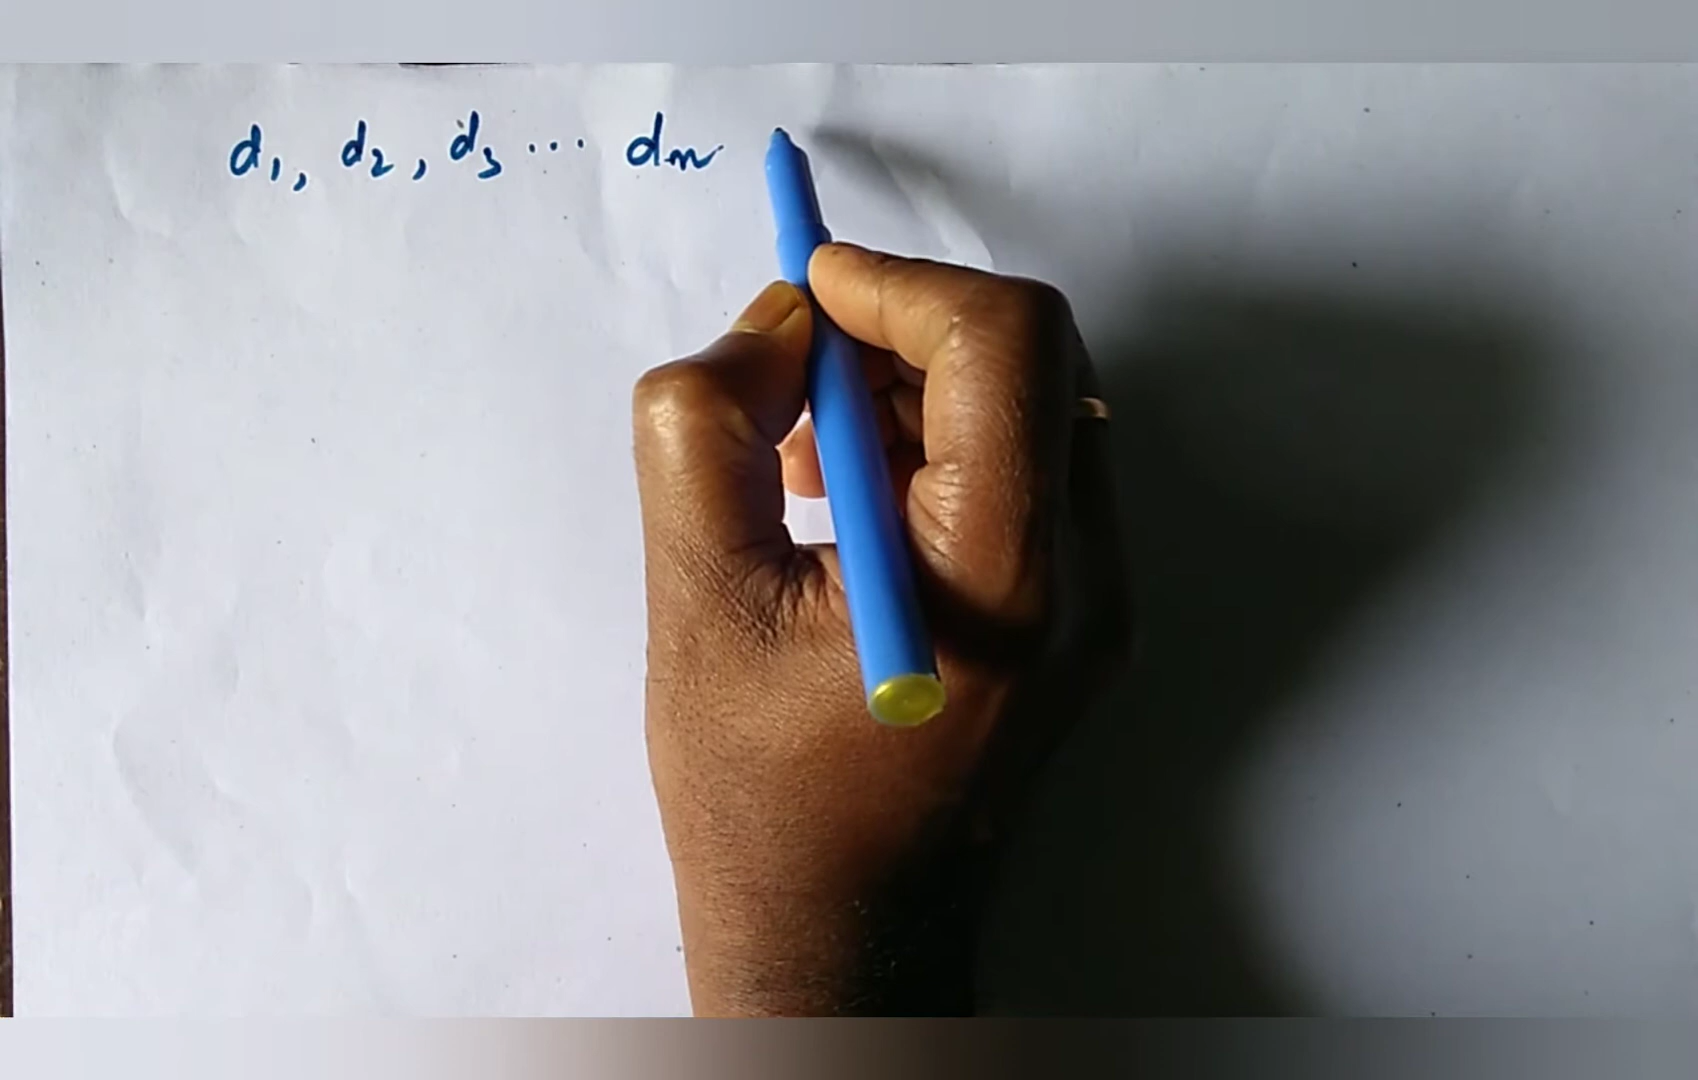 d₁, d₂, d₃ ... dₙ